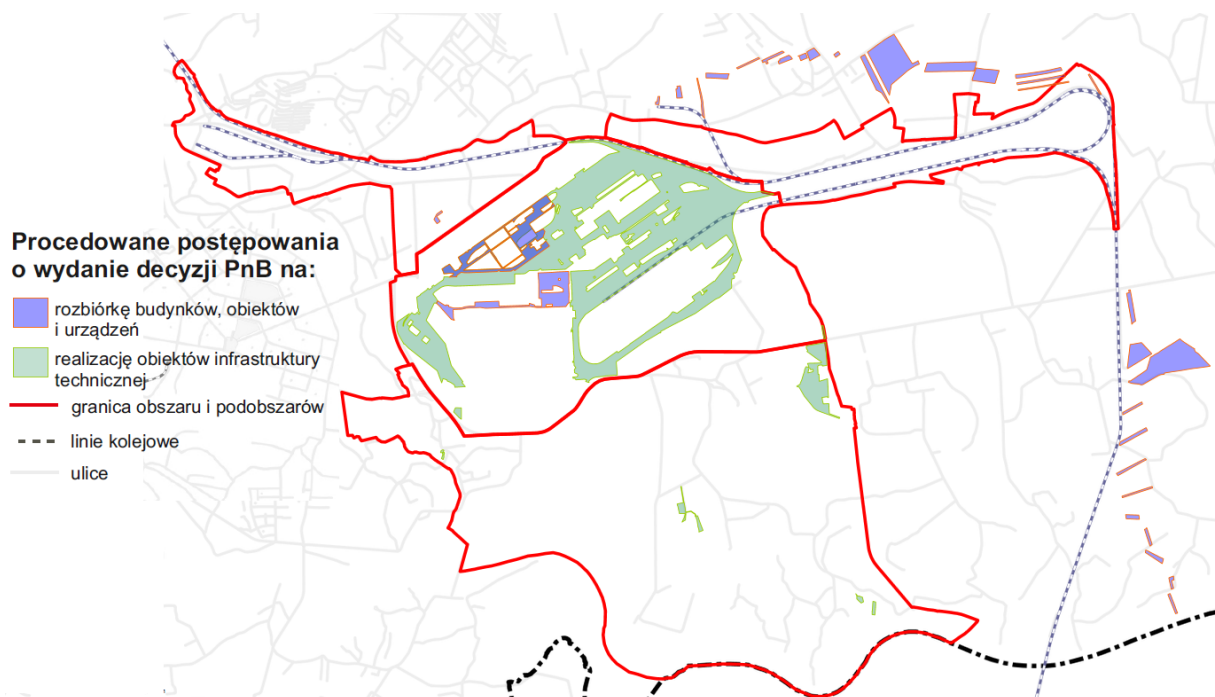 Procedowane postępowania
o wydanie decyzji PnB na:
rozbiórkę budynków, obiektów
i urządzeń
realizację obiektów infrastruktury
technicznej
granica obszaru i podobszarów
linie kolejowe
ulice